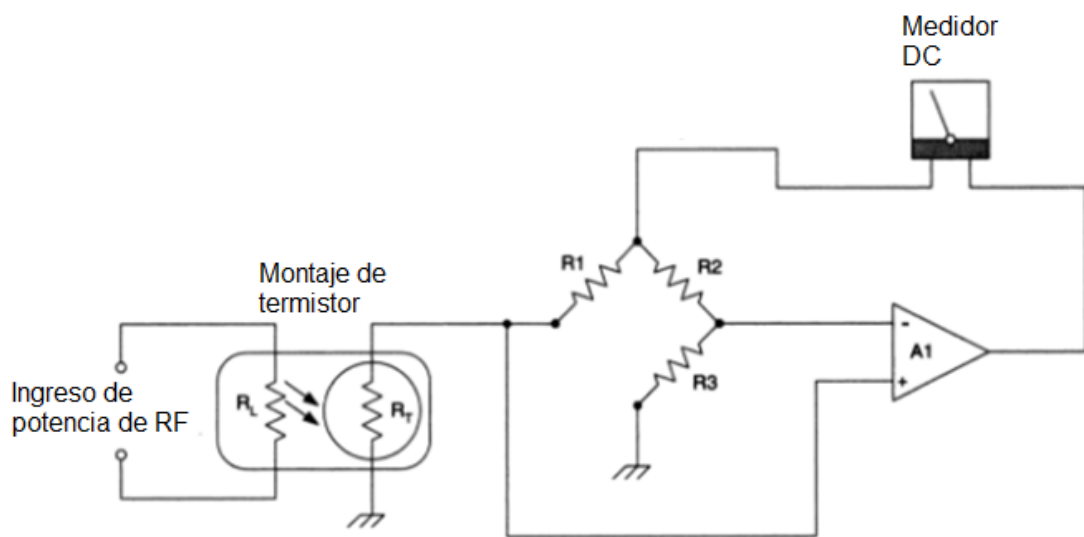 Medidor
DC
Montaje de
termistor
Ingreso de
potencia de RF
R1
R2
R3
RL
RT
-
A1
+